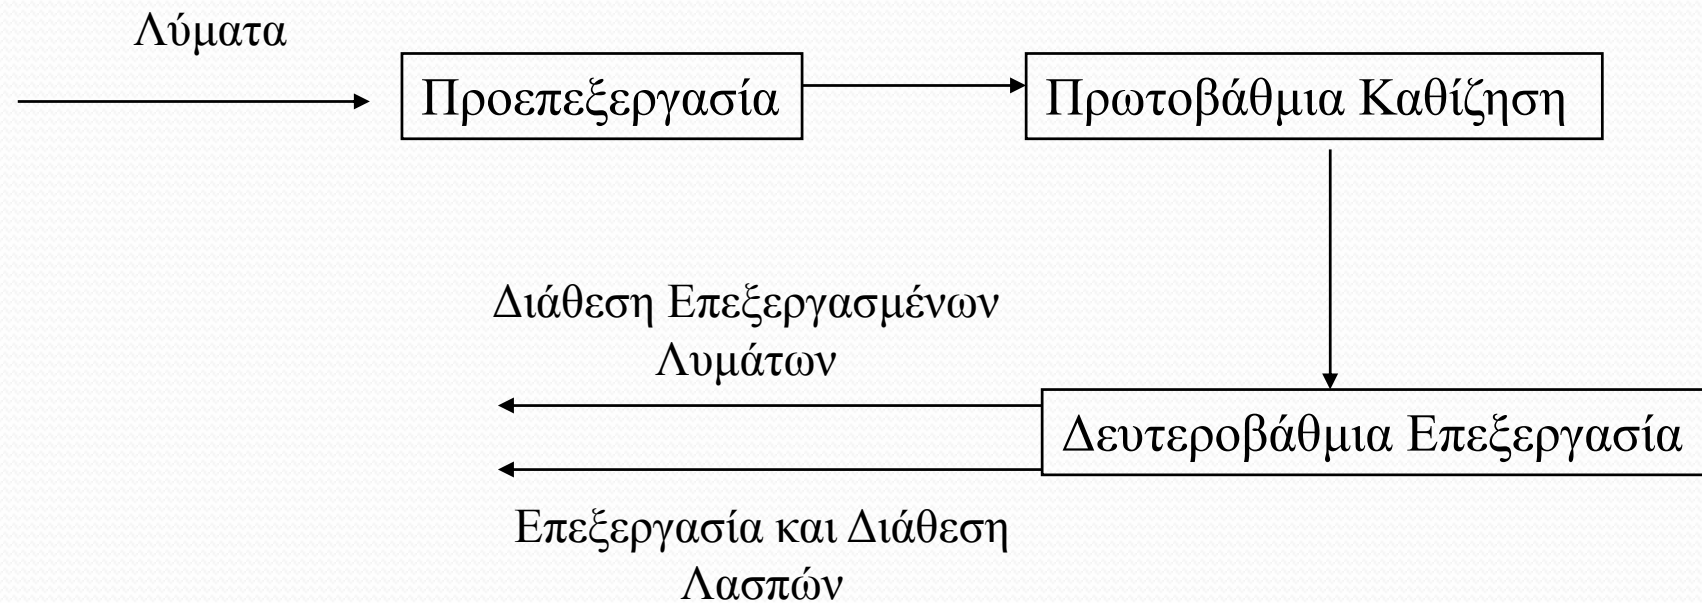 Λύματα
Προεπεξεργασία
Πρωτοβάθμια Καθίζηση
Διάθεση Επεξεργασμένων
Λυμάτων
Δευτεροβάθμια Επεξεργασία
Επεξεργασία και Διάθεση
Λασπών